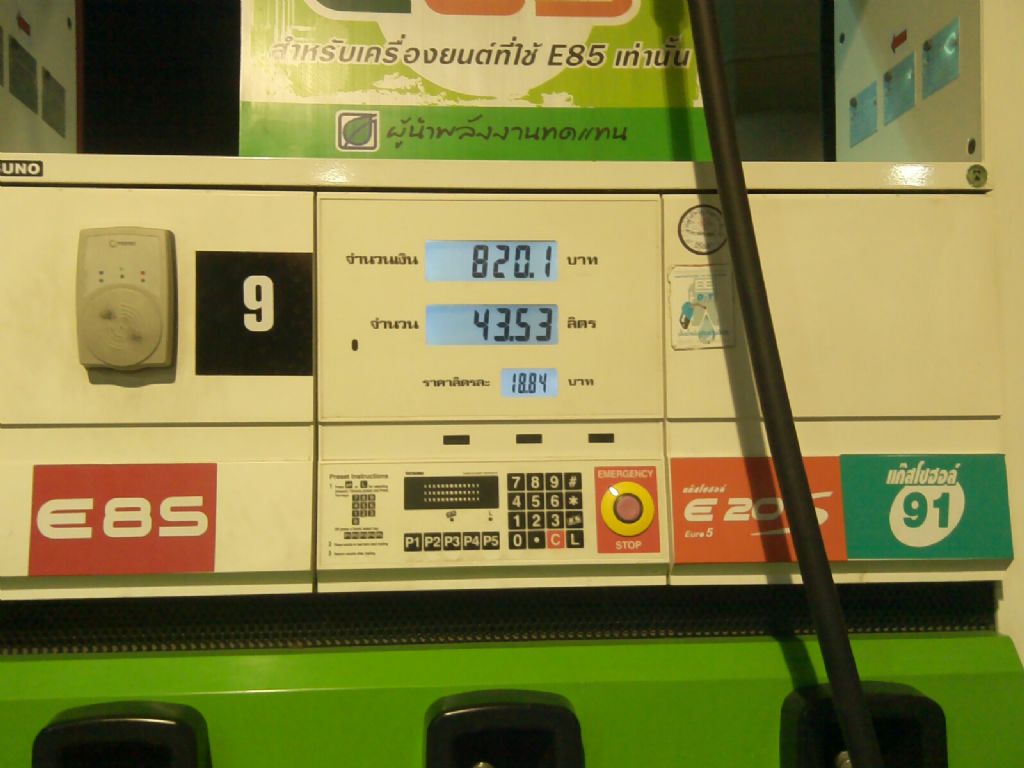 สำหรับเครื่องยนต์ที่ใช้ E85 เท่านั้น
ผู้นำพลังงานทดแทน
UNO
9
จำนวนเงิน 820.1 บาท
จำนวน 43.53 ลิตร
ราคาลิตรละ 18.84 บาท
E85
Preset Instructions
7 8 9 #
4 5 6 *
1 2 3
0 • C L
P1 P2 P3 P4 P5
EMERGENCY
STOP
แก๊สโซฮอล์
E20S
Euro 5
แก๊สโซฮอล์
91